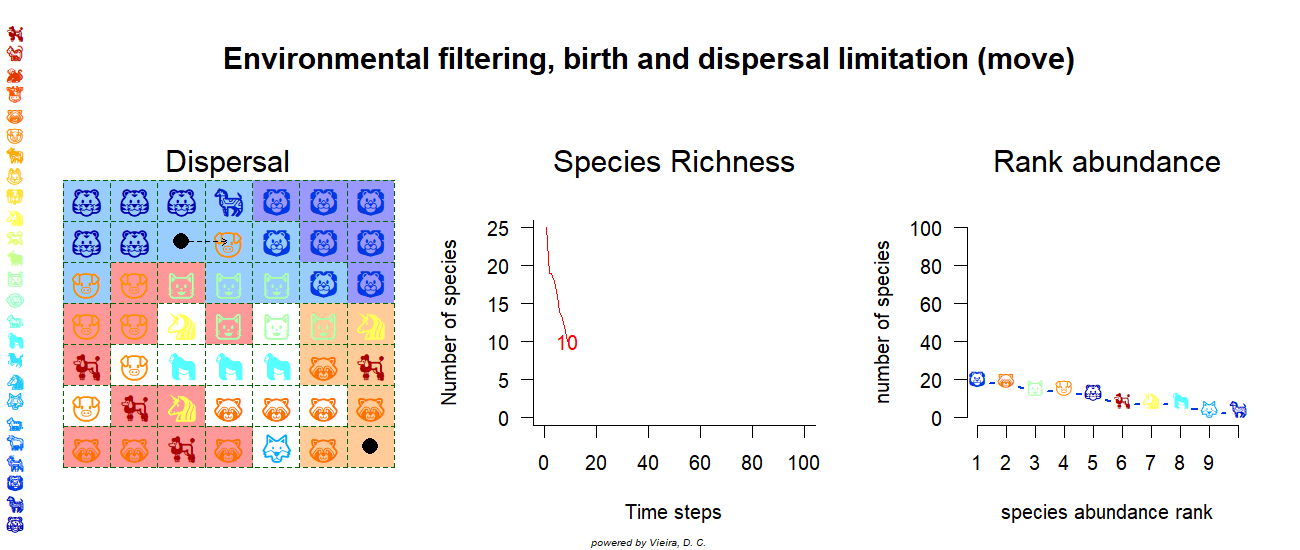 Environmental filtering, birth and dispersal limitation (move)
Dispersal
Species Richness
Rank abundance
Number of species
25
20
15
10
5
0
10
0 20 40 60 80 100
Time steps
number of species
100
80
60
40
20
0
1 2 3 4 5 6 7 8 9
species abundance rank
powered by Vieira, D. C.